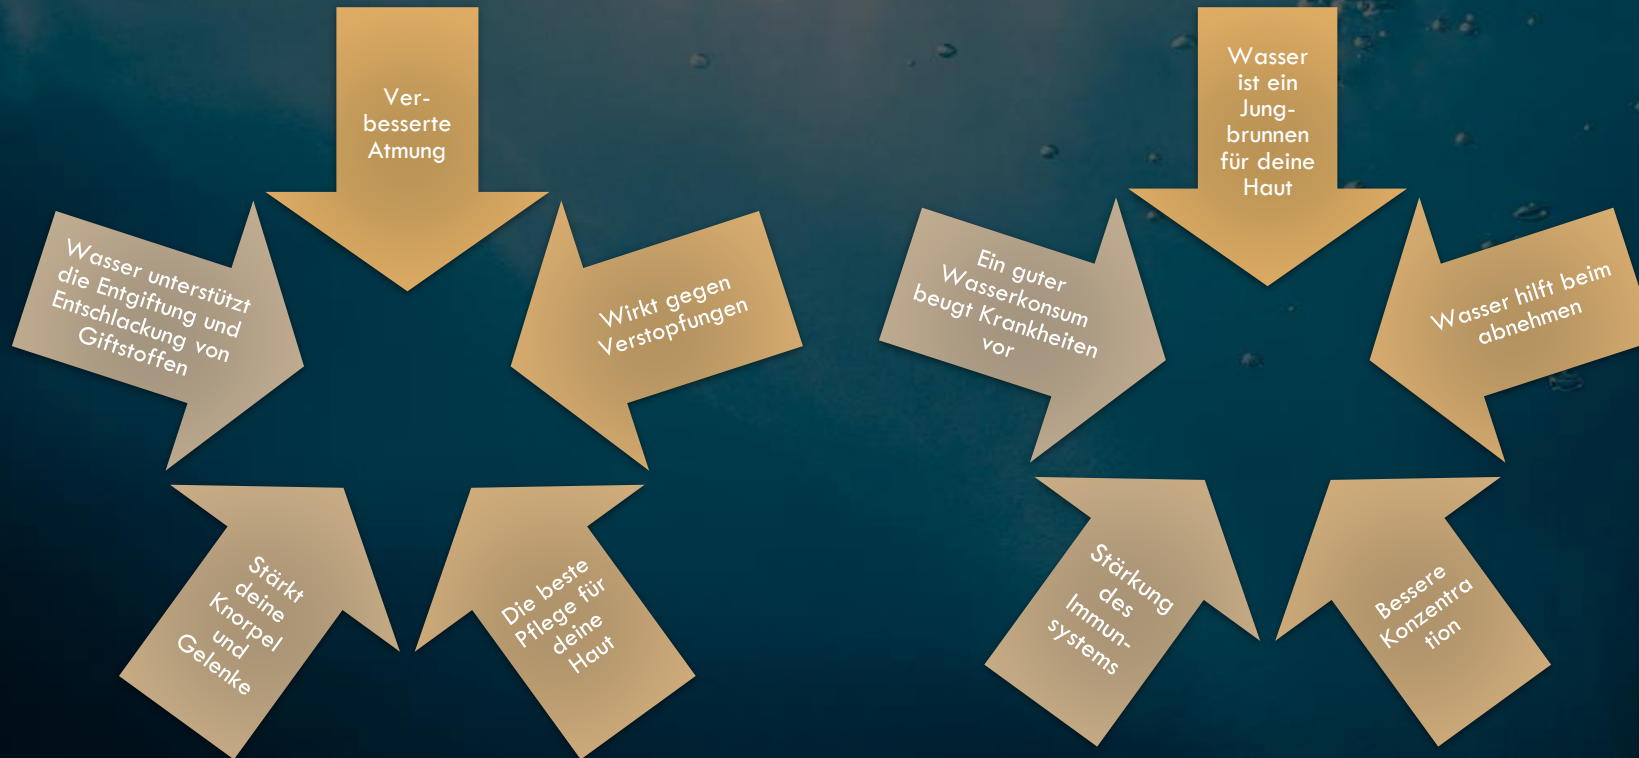 Ver-
besserte
Atmung
Wirkt gegen
Verstopfungen
Die beste
Pflege für
deine
Haut
Stärkt
deine
Knorpel
und
Gelenke
Wasser unterstützt
die Entgiftung und
Entschlackung von
Giftstoffen
Wasser
ist ein
Jung-
brunnen
für deine
Haut
Wasser hilft beim
abnehmen
Bessere
Konzentra
tion
Stärkung
des
Immun-
systems
Ein guter
Wasserkonsum
beugt Krankheiten
vor